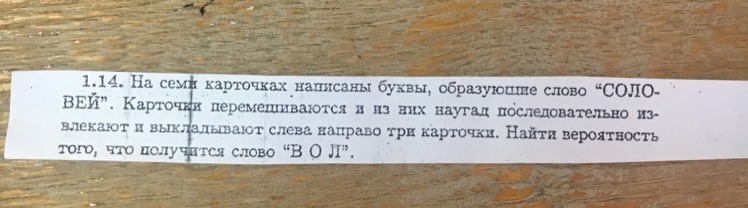 1.14. На семи карточках написаны буквы, образующие слово “СОЛО-
ВЕЙ”. Карточки перемешиваются и из них наугад последовательно из-
влекают и выкладывают слева направо три карточки. Найти вероятность
того, что получится слово “В О Л”.